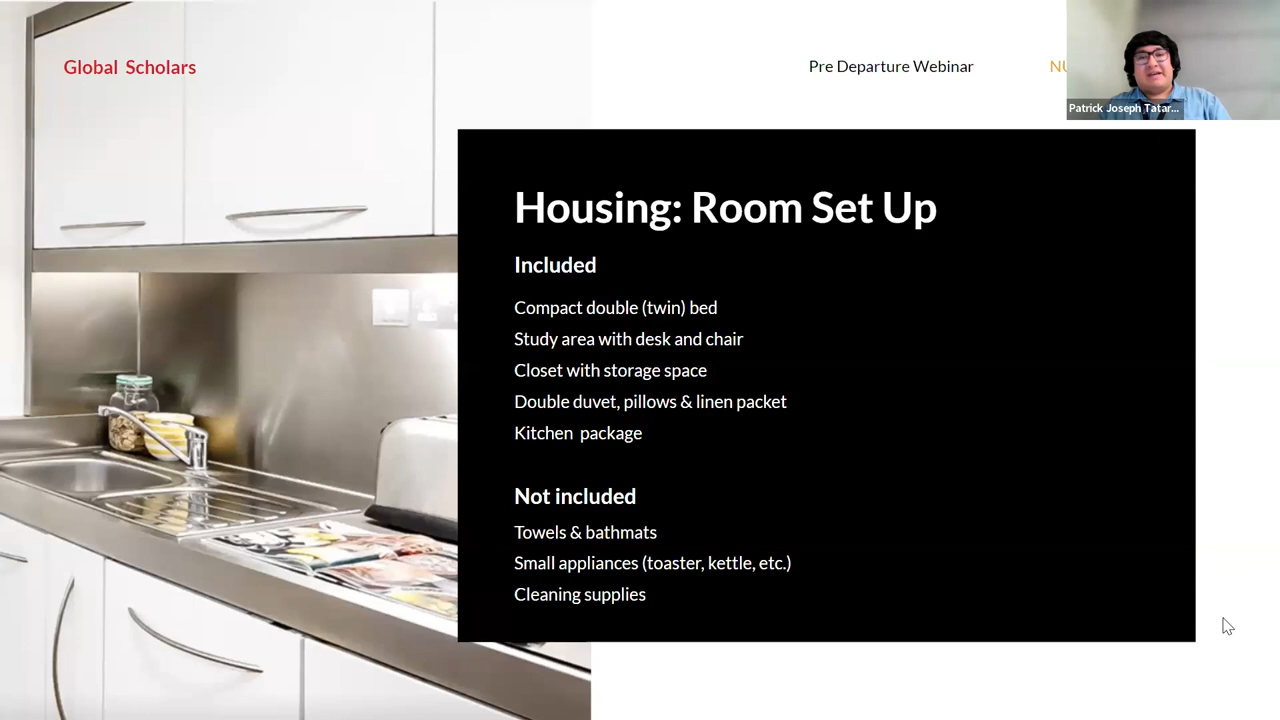 Global Scholars
Pre Departure Webinar
NU
Patrick Joseph Tatar...
Housing: Room Set Up
Included
Compact double (twin) bed
Study area with desk and chair
Closet with storage space
Double duvet, pillows & linen packet
Kitchen package
Not included
Towels & bathmats
Small appliances (toaster, kettle, etc.)
Cleaning supplies